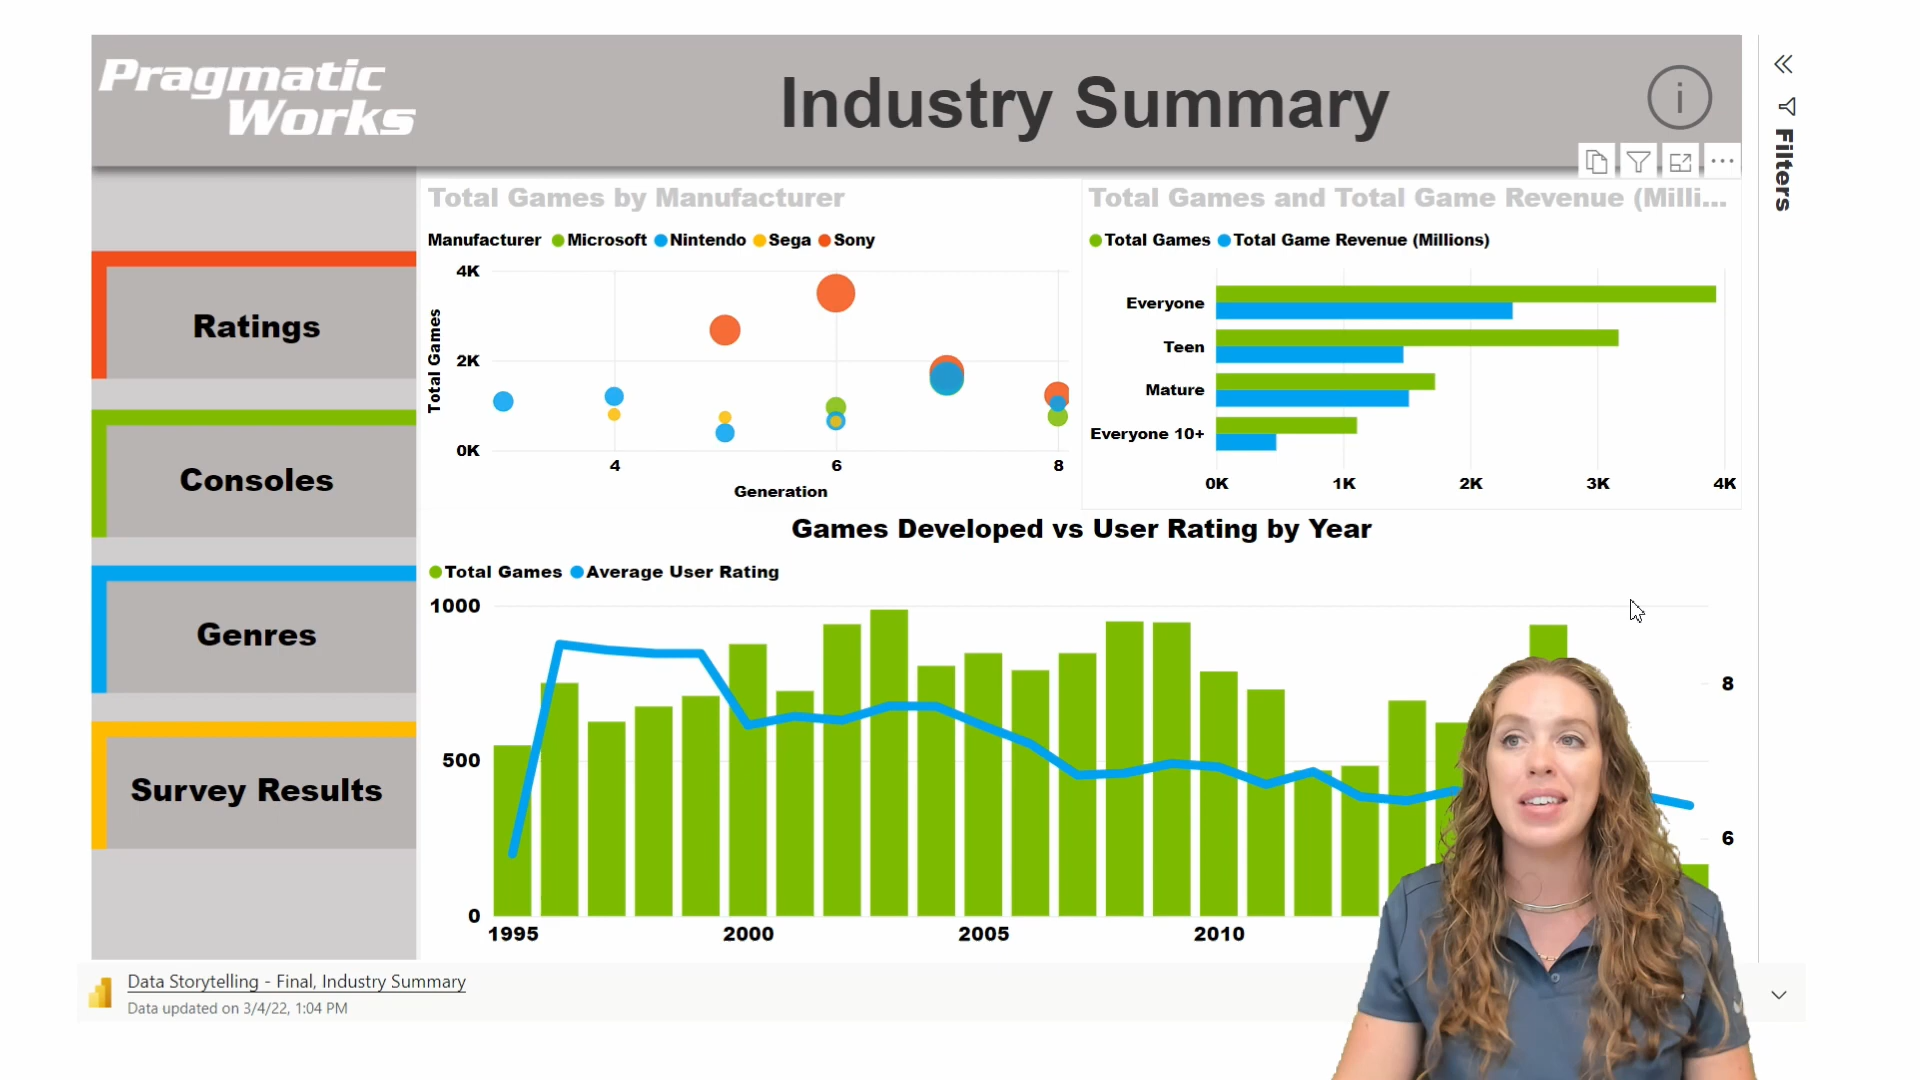 Pragmatic
Works
Industry Summary
Filters
Ratings
Consoles
Genres
Survey Results
Total Games by Manufacturer
Manufacturer Microsoft Nintendo Sega Sony
Total Games
4K
2K
0K
4 6 8
Generation
Total Games and Total Game Revenue (Milli...
Total Games Total Game Revenue (Millions)
Everyone
Teen
Mature
Everyone 10+
0K 1K 2K 3K 4K
Games Developed vs User Rating by Year
Total Games Average User Rating
1000
500
0
8
6
1995 2000 2005 2010
Data Storytelling - Final, Industry Summary
Data updated on 3/4/22, 1:04 PM